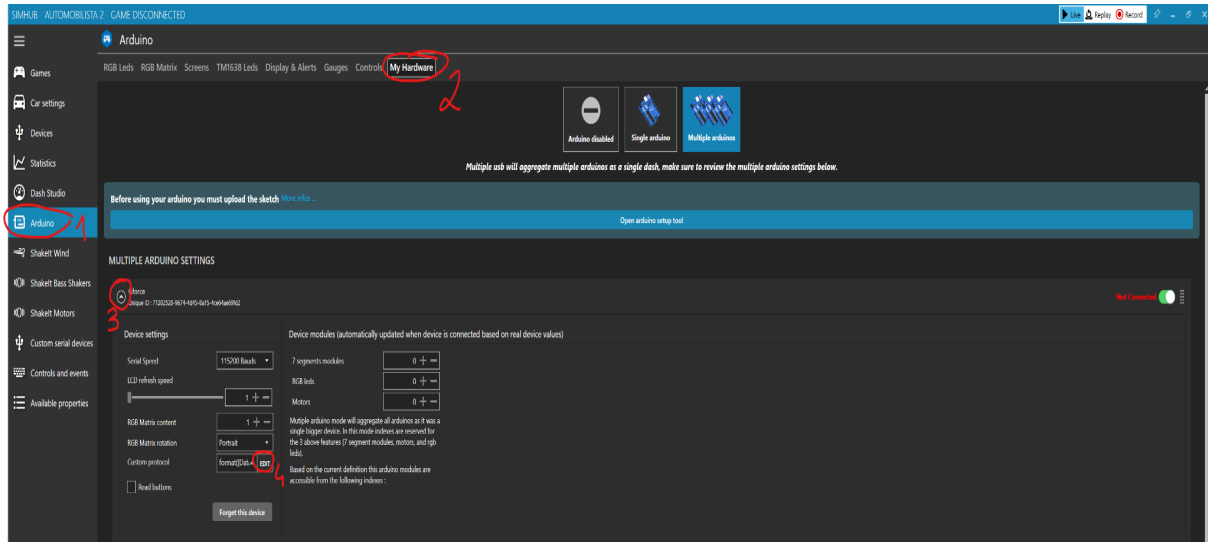 SIMHUB AUTOMOBILISTA 2 GAME DISCONNECTED
Live Replay Record
Arduino
Games
Car settings
Devices
Statistics
Dash Studio
Arduino 1
ShakeIt Wind
ShakeIt Bass Shakers
ShakeIt Motors
Custom serial devices
Controls and events
Available properties
RGB Leds RGB Matrix Screens TM1638 Leds Display & Alerts Gauges Controls My Hardware
2
Arduino disabled Single arduino Multiple arduinos
Multiple usb will aggregate multiple arduinos as a single dash, make sure to review the multiple arduino settings below.
Before using your arduino you must upload the sketch More infos...
Open arduino setup tool
MULTIPLE ARDUINO SETTINGS
Not Connected
3
Device settings
Serial Speed 115200 Bauds
LCD refresh speed
1
RGB Matrix content 1
RGB Matrix rotation Portrait
Custom protocol EDIT
4
Read buttons
Forget this device
Device modules (automatically updated when device is connected based on real device values)
7 segments modules 0
RGB leds 0
Motors 0
Mutiple arduino mode will aggregate all arduinos as it was a
single bigger device. In this mode indexes are reserved for
the 3 above features (7 segment modules, motors, and rgb
leds).
Based on the current definition this arduino modules are
accessible from the following indexes :